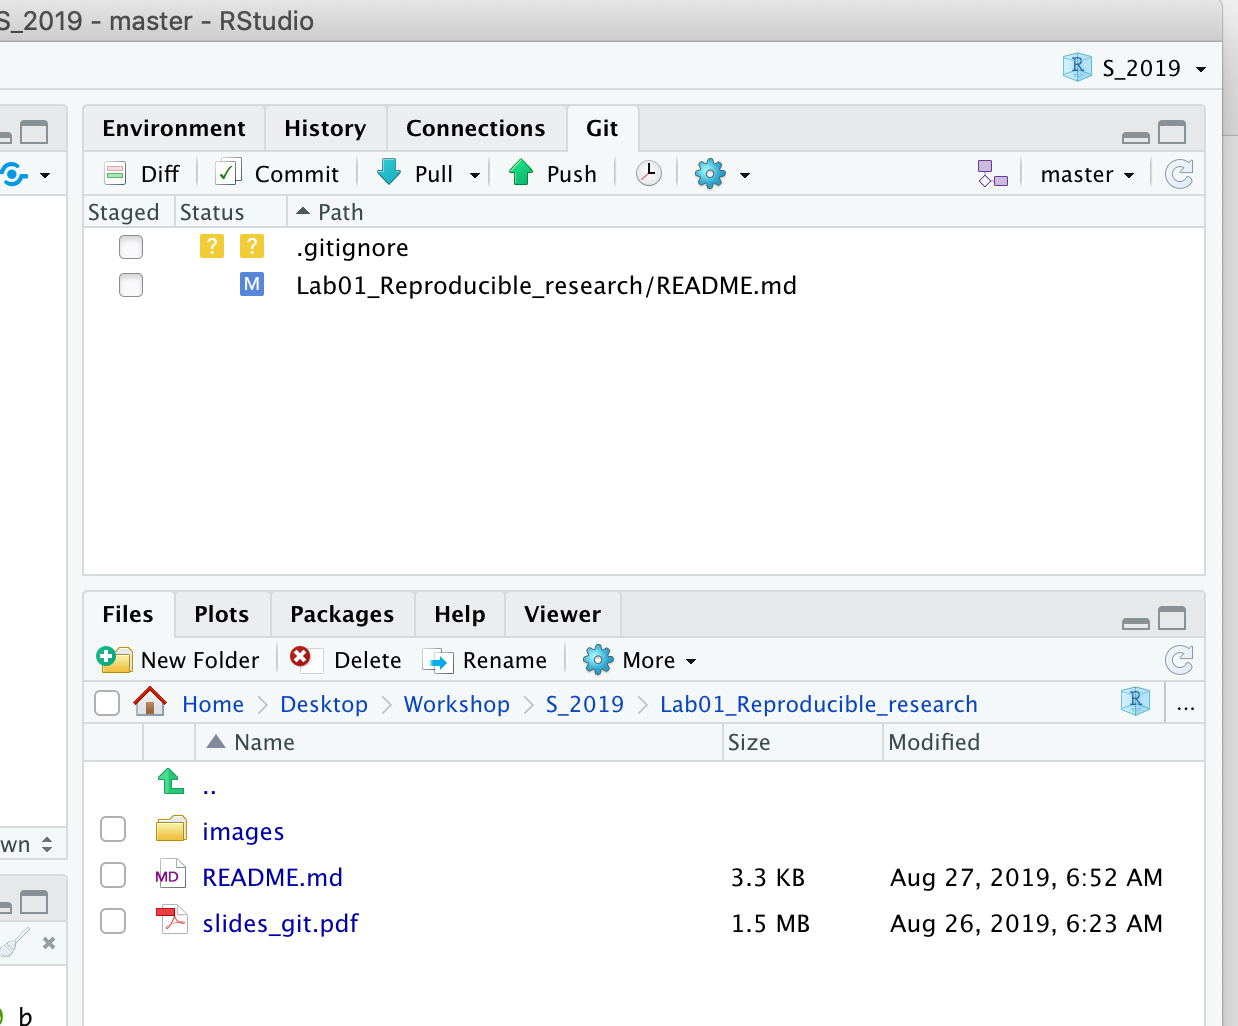 S_2019 - master - RStudio
S_2019
Environment History Connections Git
Diff Commit Pull Push master
Staged Status Path
? ? .gitignore
M Lab01_Reproducible_research/README.md
Files Plots Packages Help Viewer
New Folder Delete Rename More
Home Desktop Workshop S_2019 Lab01_Reproducible_research ...
Name Size Modified
..
images
MD README.md 3.3 KB Aug 27, 2019, 6:52 AM
slides_git.pdf 1.5 MB Aug 26, 2019, 6:23 AM
wn
b